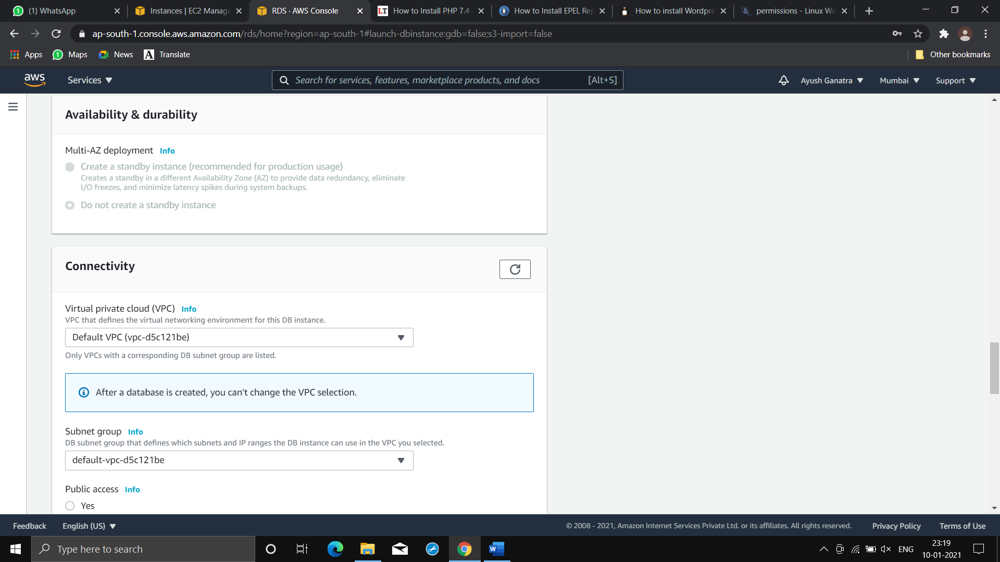 (1) WhatsApp
Instances | EC2 Manage
RDS · AWS Console
LT How to Install PHP 7.4
How to Install EPEL Rep
How to install Wordpre
permissions - Linux Wo
ap-south-1.console.aws.amazon.com/rds/home?region=ap-south-1#launch-dbinstance:gdb=false;s3-import=false
Apps
Maps
News
A Translate
Other bookmarks
aws
Services
Search for services, features, marketplace products, and docs [Alt+S]
Ayush Ganatra
Mumbai
Support
Availability & durability
Multi-AZ deployment Info
Create a standby instance (recommended for production usage)
Creates a standby in a different Availability Zone (AZ) to provide data redundancy, eliminate
I/O freezes, and minimize latency spikes during system backups.
Do not create a standby instance
Connectivity
Virtual private cloud (VPC) Info
VPC that defines the virtual networking environment for this DB instance.
Default VPC (vpc-d5c121be)
Only VPCs with a corresponding DB subnet group are listed.
After a database is created, you can't change the VPC selection.
Subnet group Info
DB subnet group that defines which subnets and IP ranges the DB instance can use in the VPC you selected.
default-vpc-d5c121be
Public access Info
Yes
Feedback
English (US)
© 2008 - 2021, Amazon Internet Services Private Ltd. or its affiliates. All rights reserved.
Privacy Policy
Terms of Use
Type here to search
ENG
23:19
10-01-2021